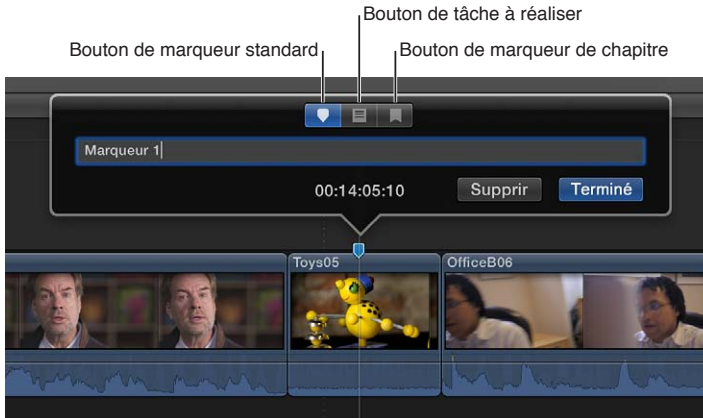 Bouton de tâche à réaliser
Bouton de marqueur standard
Bouton de marqueur de chapitre
Marqueur 1
00:14:05:10
Supprir
Terminé
Toys05
OfficeB06